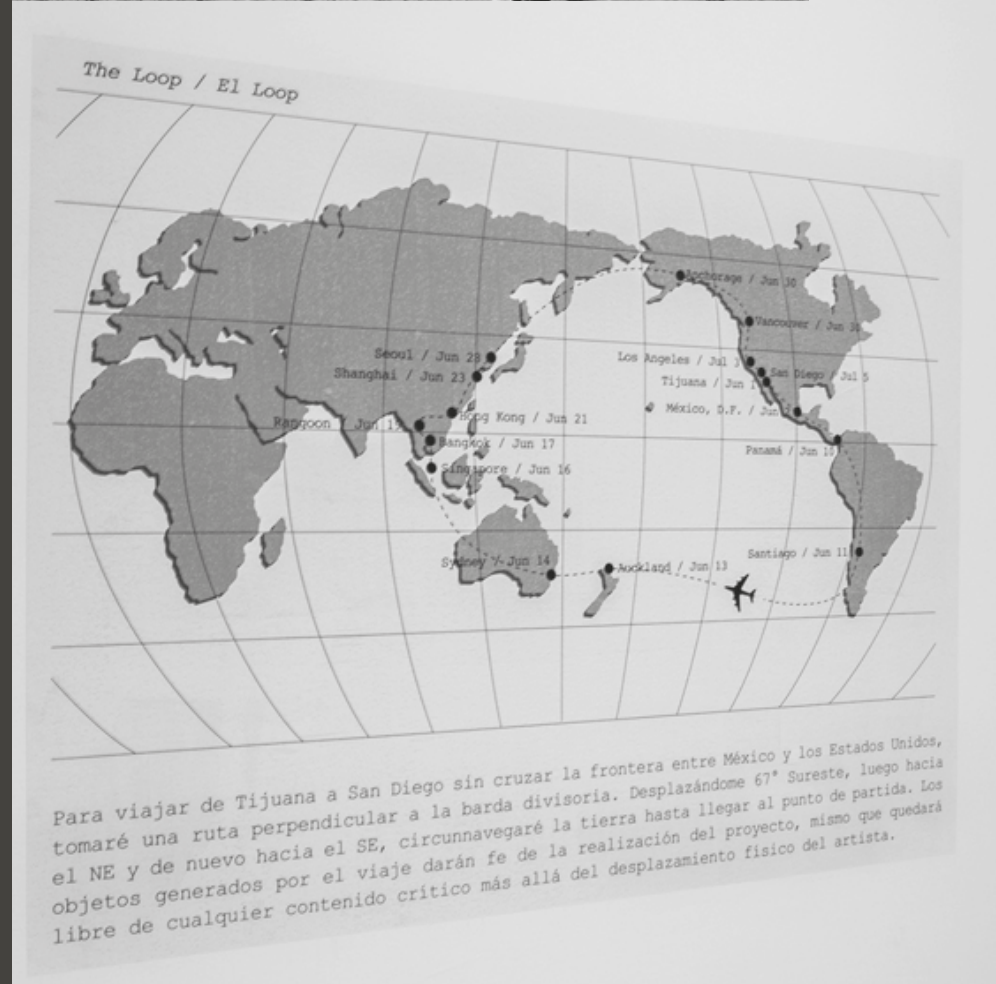 The Loop / El Loop
Anchorage / Jun 30
Vancouver / Jun 30
Seoul / Jun 28
Los Angeles / Jul
Shanghai / Jun 23
San Diego / Jul 5
Tijuana / Jun
México, D.F. / Jun
Hong Kong / Jun 21
Rangoon / Jun
Bangkok / Jun 17
Panamá / Jun 10
Singapore / Jun 16
Santiago / Jun 11
Sydney / Jun 14
Auckland / Jun 13
Para viajar de Tijuana a San Diego sin cruzar la frontera entre México y los Estados Unidos,
tomaré una ruta perpendicular a la barda divisoria. Desplazándome 67° Sureste, luego hacia
el NE y de nuevo hacia el SE, circunnavegaré la tierra hasta llegar al punto de partida. Los
objetos generados por el viaje darán fe de la realización del proyecto, mismo que quedará
libre de cualquier contenido crítico más allá del desplazamiento físico del artista.